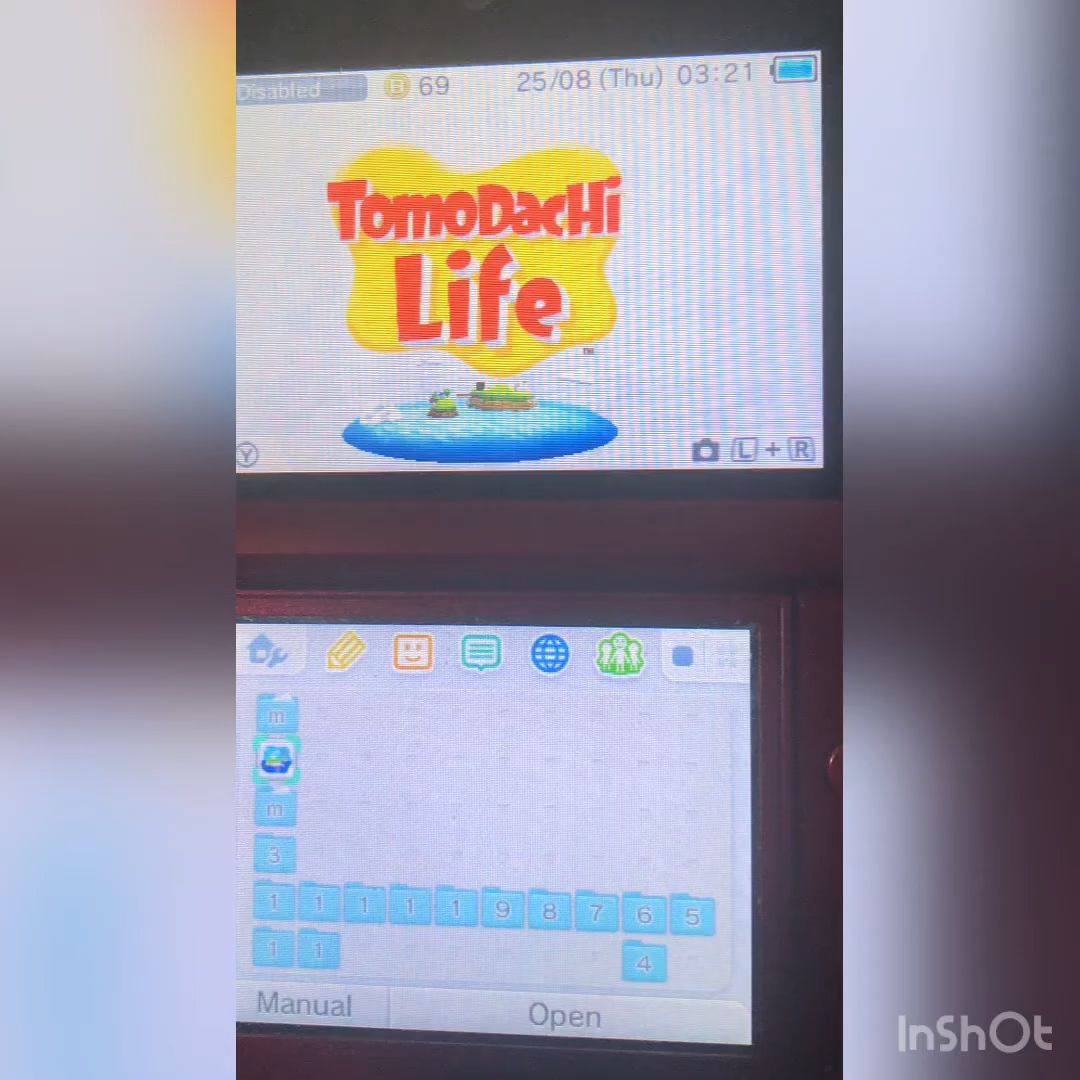 Disabled 69 25/08 (Thu) 03:21
TomoDacHi
Life
TM
Y L + R
m
m
3
1 1 1 1 1 9 8 7 6 5
1 1 4
Manual Open
InShOt